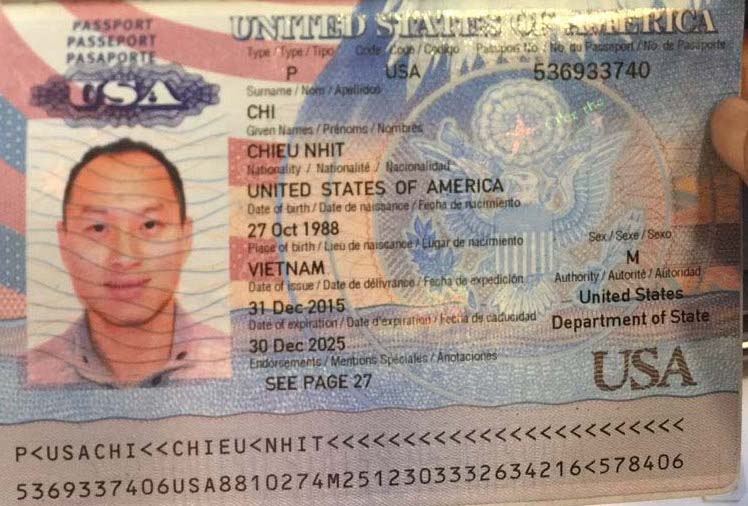 PASSPORT
PASSEPORT
PASAPORTE
USA
UNITED STATES OF AMERICA
Type / Type / Tipo Code / Code / Codigo Passport No. / No. du Passeport / No. de Pasaporte
P USA 536933740
Surname / Nom / Apellidos
CHI
Given Names / Prénoms / Nombres
CHIEU NHIT
Nationality / Nationalité / Nacionalidad
UNITED STATES OF AMERICA
Date of birth / Date de naissance / Fecha de nacimiento
27 Oct 1988
Place of birth / Lieu de naissance / Lugar de nacimiento
Sex / Sexe / Sexo
VIETNAM M
Date of issue / Date de délivrance / Fecha de expedición
Authority / Autorité / Autoridad
31 Dec 2015 United States
Date of expiration / Date d'expiration / Fecha de caducidad
Department of State
30 Dec 2025
Endorsements / Mentions Spéciales / Anotaciones
SEE PAGE 27
USA
P<USACHI<<CHIEU<NHIT<<<<<<<<<<<<<<<<<<<<<<<<
5369337406USA8810274M2512303332634216<578406